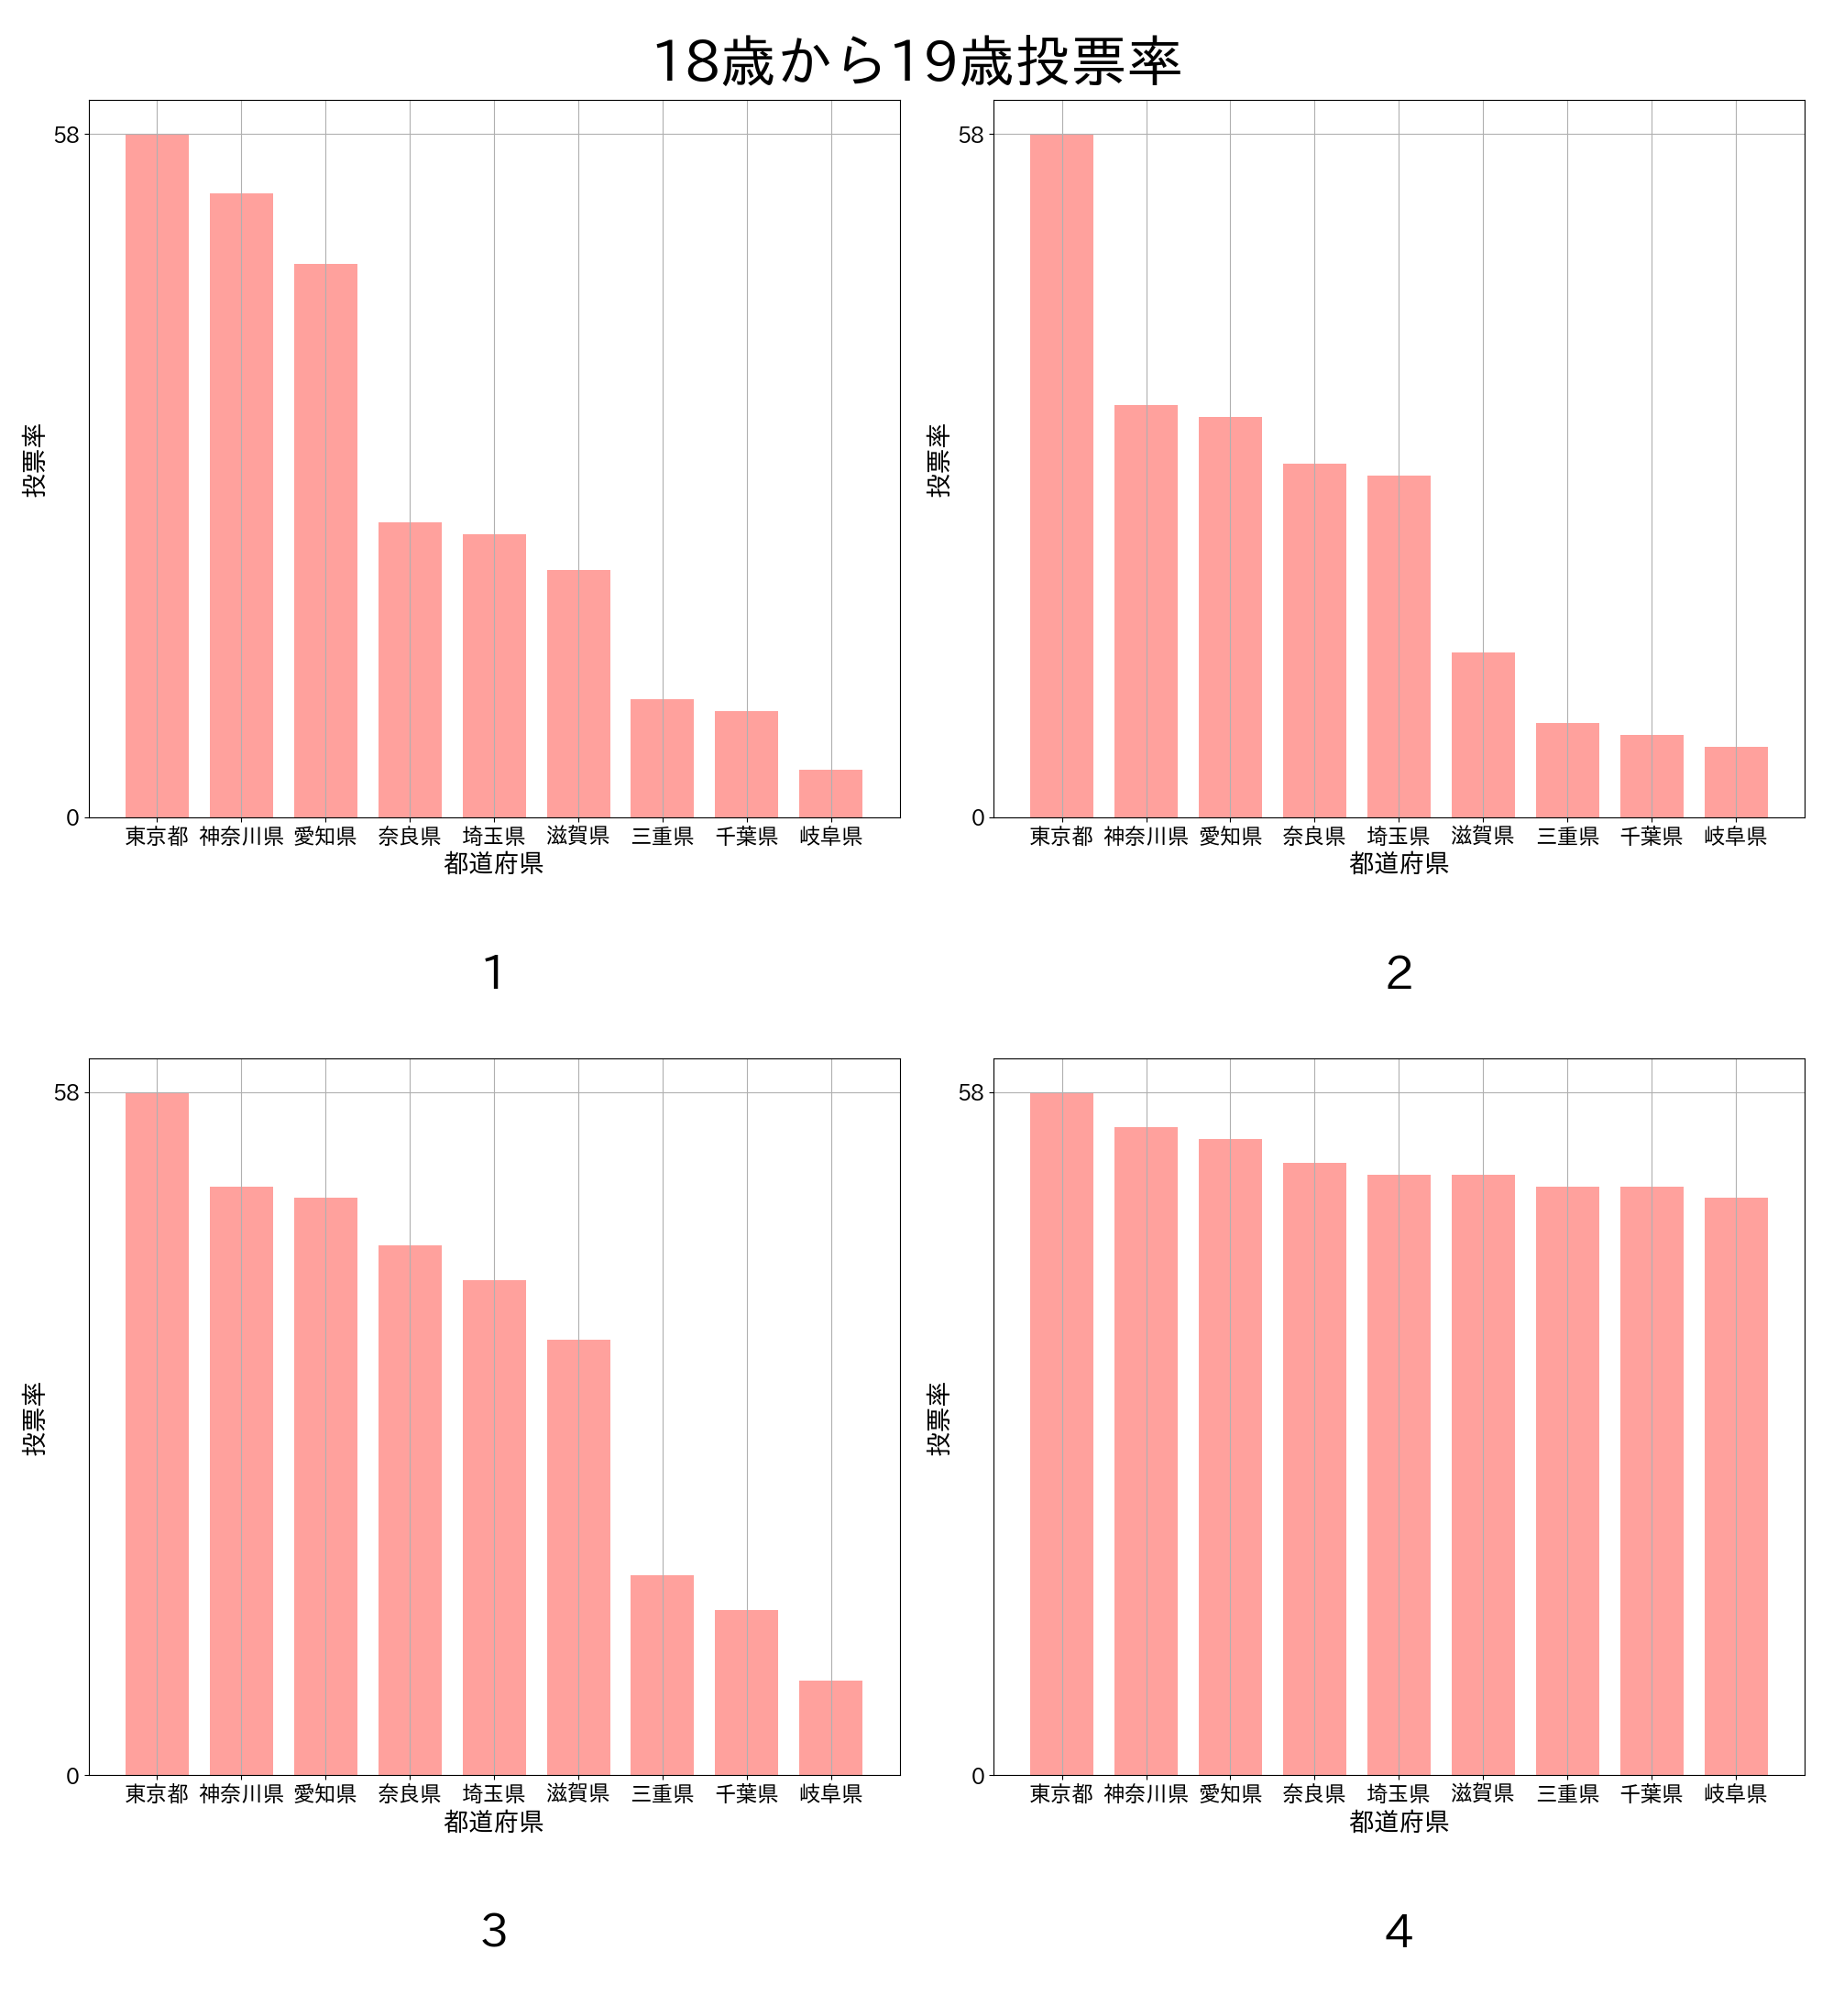 18歳から19歳投票率
58
0
投票率
東京都 神奈川県 愛知県 奈良県 埼玉県 滋賀県 三重県 千葉県 岐阜県
都道府県
1
58
0
投票率
東京都 神奈川県 愛知県 奈良県 埼玉県 滋賀県 三重県 千葉県 岐阜県
都道府県
2
58
0
投票率
東京都 神奈川県 愛知県 奈良県 埼玉県 滋賀県 三重県 千葉県 岐阜県
都道府県
3
58
0
投票率
東京都 神奈川県 愛知県 奈良県 埼玉県 滋賀県 三重県 千葉県 岐阜県
都道府県
4